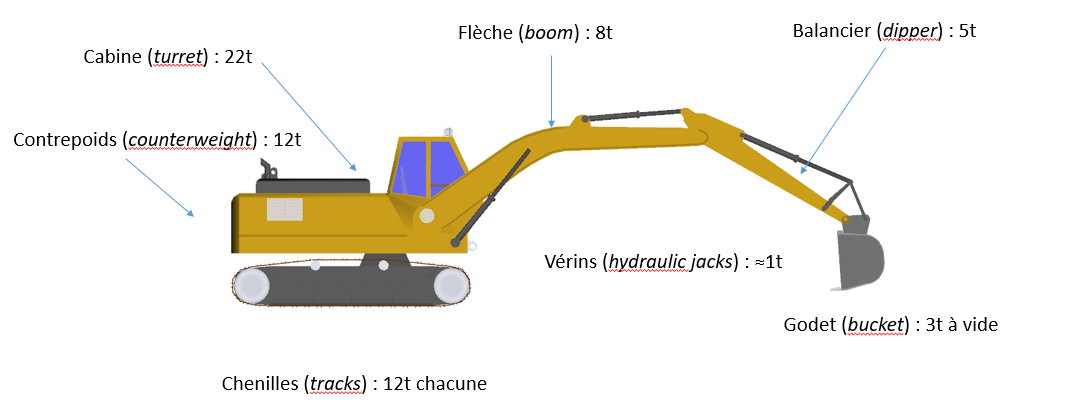 Flèche (boom) : 8t
Balancier (dipper) : 5t
Cabine (turret) : 22t
Contrepoids (counterweight) : 12t
Vérins (hydraulic jacks) : ≈1t
Godet (bucket) : 3t à vide
Chenilles (tracks) : 12t chacune